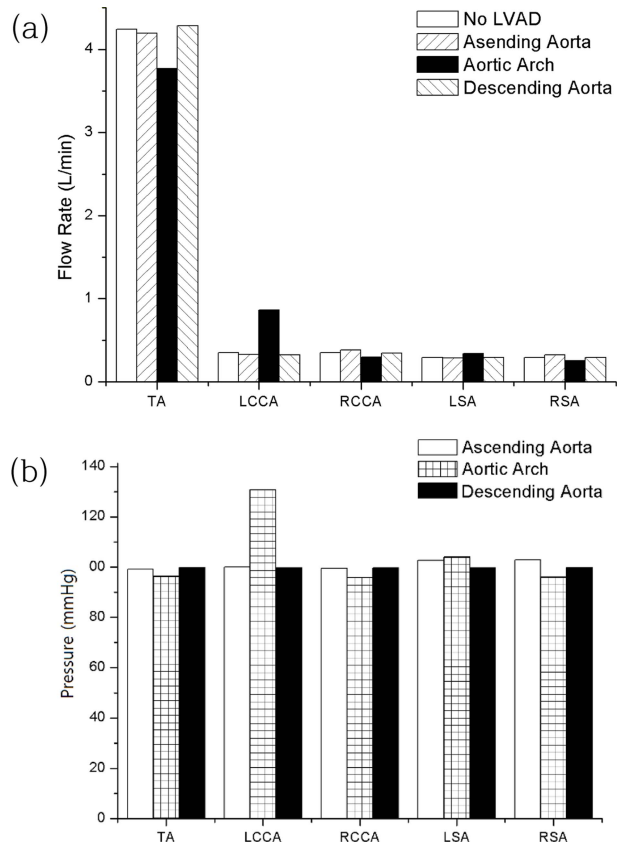 (a)
No LVAD
Asending Aorta
Aortic Arch
Descending Aorta
Flow Rate (L/min)
4
3
2
1
0
TA LCCA RCCA LSA RSA
(b)
Ascending Aorta
Aortic Arch
Descending Aorta
Pressure (mmHg)
140
120
00
80
60
40
20
00
TA LCCA RCCA LSA RSA